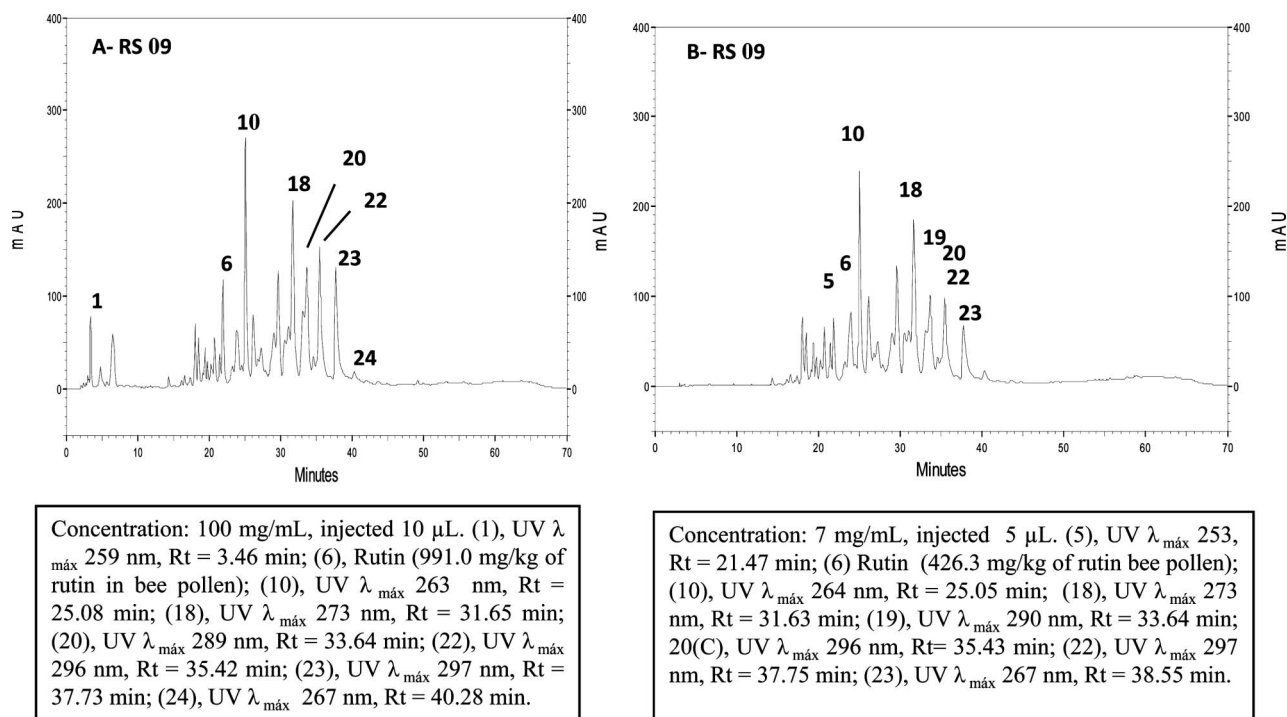 A- RS 09
400
300
200
100
0
400
300
200
100
0
mAU
mAU
1
6
10
18
20
22
23
24
0
10
20
30
40
50
60
70
Minutes
Concentration: 100 mg/mL, injected 10 µL. (1), UV λ
máx 259 nm, Rt = 3.46 min; (6), Rutin (991.0 mg/kg of
rutin in bee pollen); (10), UV λ máx 263 nm, Rt =
25.08 min; (18), UV λ máx 273 nm, Rt = 31.65 min;
(20), UV λ máx 289 nm, Rt = 33.64 min; (22), UV λ máx
296 nm, Rt = 35.42 min; (23), UV λ máx 297 nm, Rt =
37.73 min; (24), UV λ máx 267 nm, Rt = 40.28 min.
B- RS 09
400
300
200
100
0
400
300
200
100
0
mAU
mAU
5
6
10
18
19
20
22
23
0
10
20
30
40
50
60
70
Minutes
Concentration: 7 mg/mL, injected 5 µL. (5), UV λ máx 253,
Rt = 21.47 min; (6) Rutin (426.3 mg/kg of rutin bee pollen);
(10), UV λ máx 264 nm, Rt = 25.05 min; (18), UV λ máx 273
nm, Rt = 31.63 min; (19), UV λ máx 290 nm, Rt = 33.64 min;
20(C), UV λ máx 296 nm, Rt= 35.43 min; (22), UV λ máx 297
nm, Rt = 37.75 min; (23), UV λ máx 267 nm, Rt = 38.55 min.